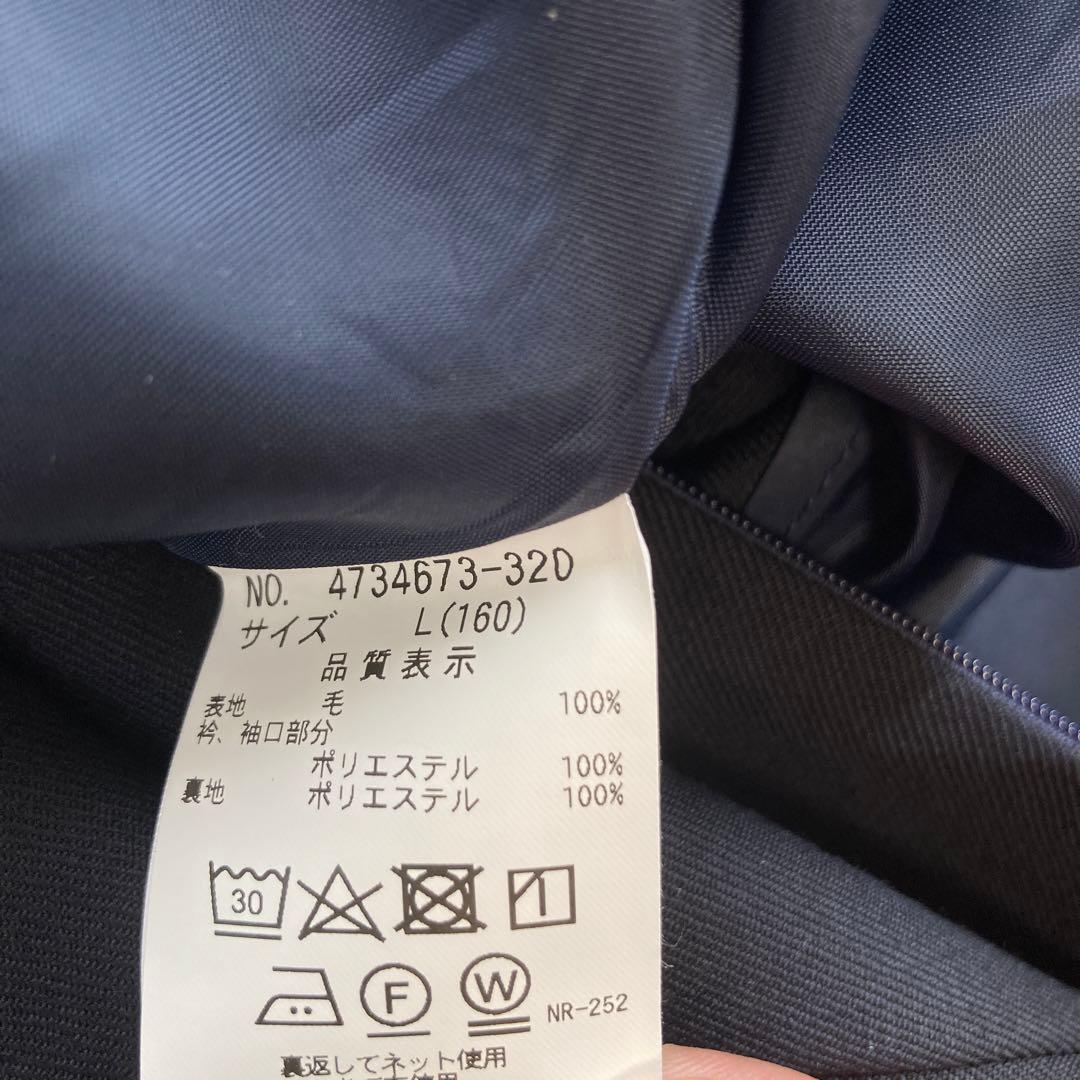 NO. 4734673-320
サイズ L(160)
品質表示
表地 毛 100%
衿、袖口部分
ポリエステル 100%
裏地 ポリエステル 100%
30
F
W
NR-252
裏返してネット使用